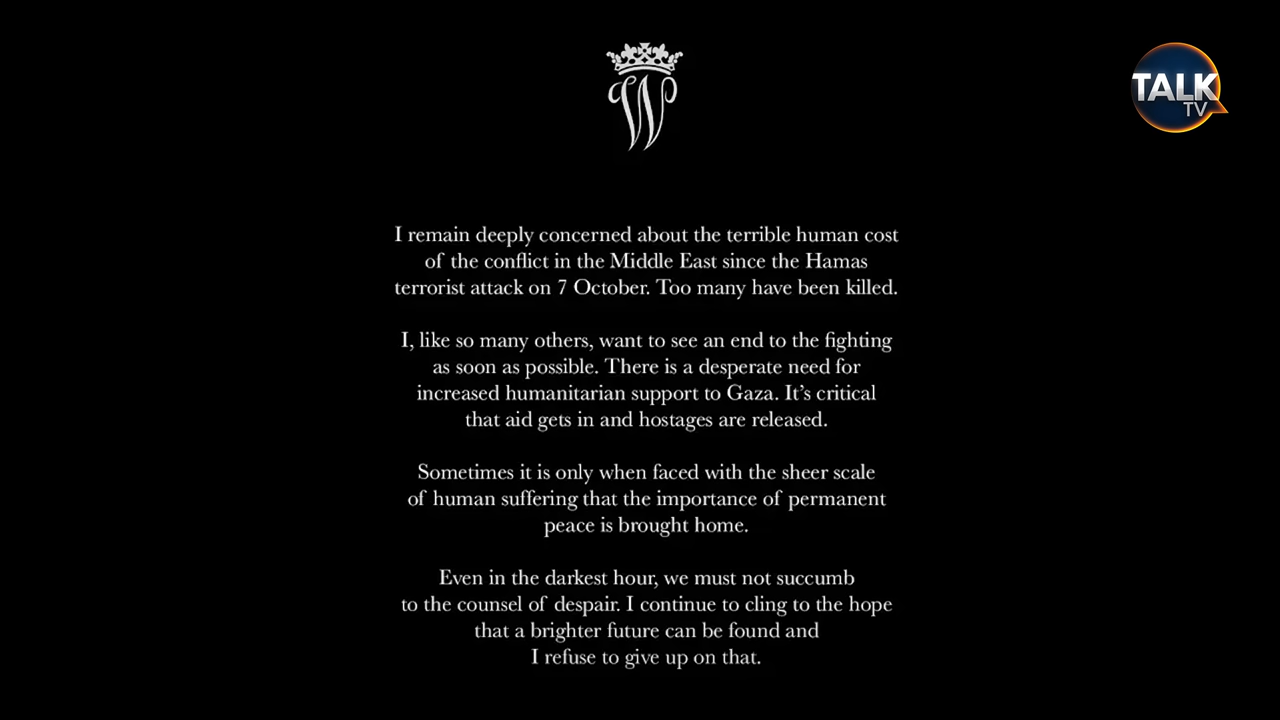 TALK
TV
W
I remain deeply concerned about the terrible human cost
of the conflict in the Middle East since the Hamas
terrorist attack on 7 October. Too many have been killed.
I, like so many others, want to see an end to the fighting
as soon as possible. There is a desperate need for
increased humanitarian support to Gaza. It’s critical
that aid gets in and hostages are released.
Sometimes it is only when faced with the sheer scale
of human suffering that the importance of permanent
peace is brought home.
Even in the darkest hour, we must not succumb
to the counsel of despair. I continue to cling to the hope
that a brighter future can be found and
I refuse to give up on that.